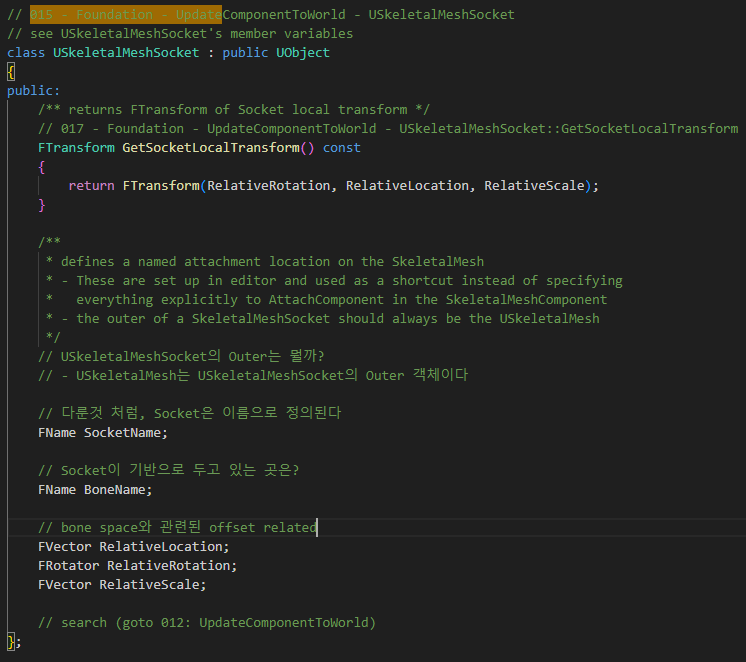 // 015 - Foundation - UpdateComponentToWorld - USkeletalMeshSocket
// see USkeletalMeshSocket's member variables
class USkeletalMeshSocket : public UObject
{
public:
    /** returns FTransform of Socket local transform */
    // 017 - Foundation - UpdateComponentToWorld - USkeletalMeshSocket::GetSocketLocalTransform
    FTransform GetSocketLocalTransform() const
    {
        return FTransform(RelativeRotation, RelativeLocation, RelativeScale);
    }

    /**
     * defines a named attachment location on the SkeletalMesh
     * - These are set up in editor and used as a shortcut instead of specifying
     *   everything explicitly to AttachComponent in the SkeletalMeshComponent
     * - the outer of a SkeletalMeshSocket should always be the USkeletalMesh
     */
    // USkeletalMeshSocket의 Outer는 뭘까?
    // - USkeletalMesh는 USkeletalMeshSocket의 Outer 객체이다

    // 다룬것 처럼, Socket은 이름으로 정의된다
    FName SocketName;

    // Socket이 기반으로 두고 있는 곳은?
    FName BoneName;

    // bone space와 관련된 offset related
    FVector RelativeLocation;
    FRotator RelativeRotation;
    FVector RelativeScale;

    // search (goto 012: UpdateComponentToWorld)
};